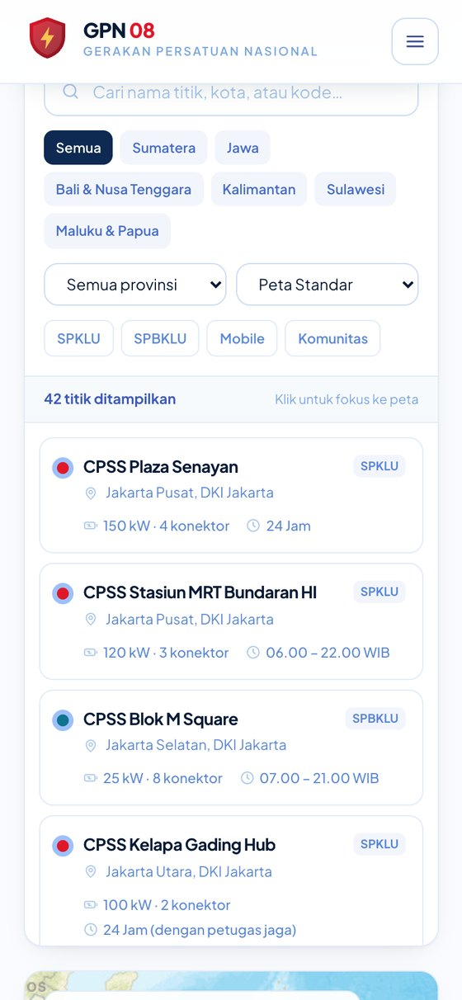 GPN 08
GERAKAN PERSATUAN NASIONAL
Cari nama titik, kota, atau kode...
Semua
Sumatera
Jawa
Bali & Nusa Tenggara
Kalimantan
Sulawesi
Maluku & Papua
Semua provinsi
Peta Standar
SPKLU
SPBKLU
Mobile
Komunitas
42 titik ditampilkan
Klik untuk fokus ke peta
CPSS Plaza Senayan
SPKLU
Jakarta Pusat, DKI Jakarta
150 kW · 4 konektor
24 Jam
CPSS Stasiun MRT Bundaran HI
SPKLU
Jakarta Pusat, DKI Jakarta
120 kW · 3 konektor
06.00 – 22.00 WIB
CPSS Blok M Square
SPBKLU
Jakarta Selatan, DKI Jakarta
25 kW · 8 konektor
07.00 – 21.00 WIB
CPSS Kelapa Gading Hub
SPKLU
Jakarta Utara, DKI Jakarta
100 kW · 2 konektor
24 Jam (dengan petugas jaga)
OS